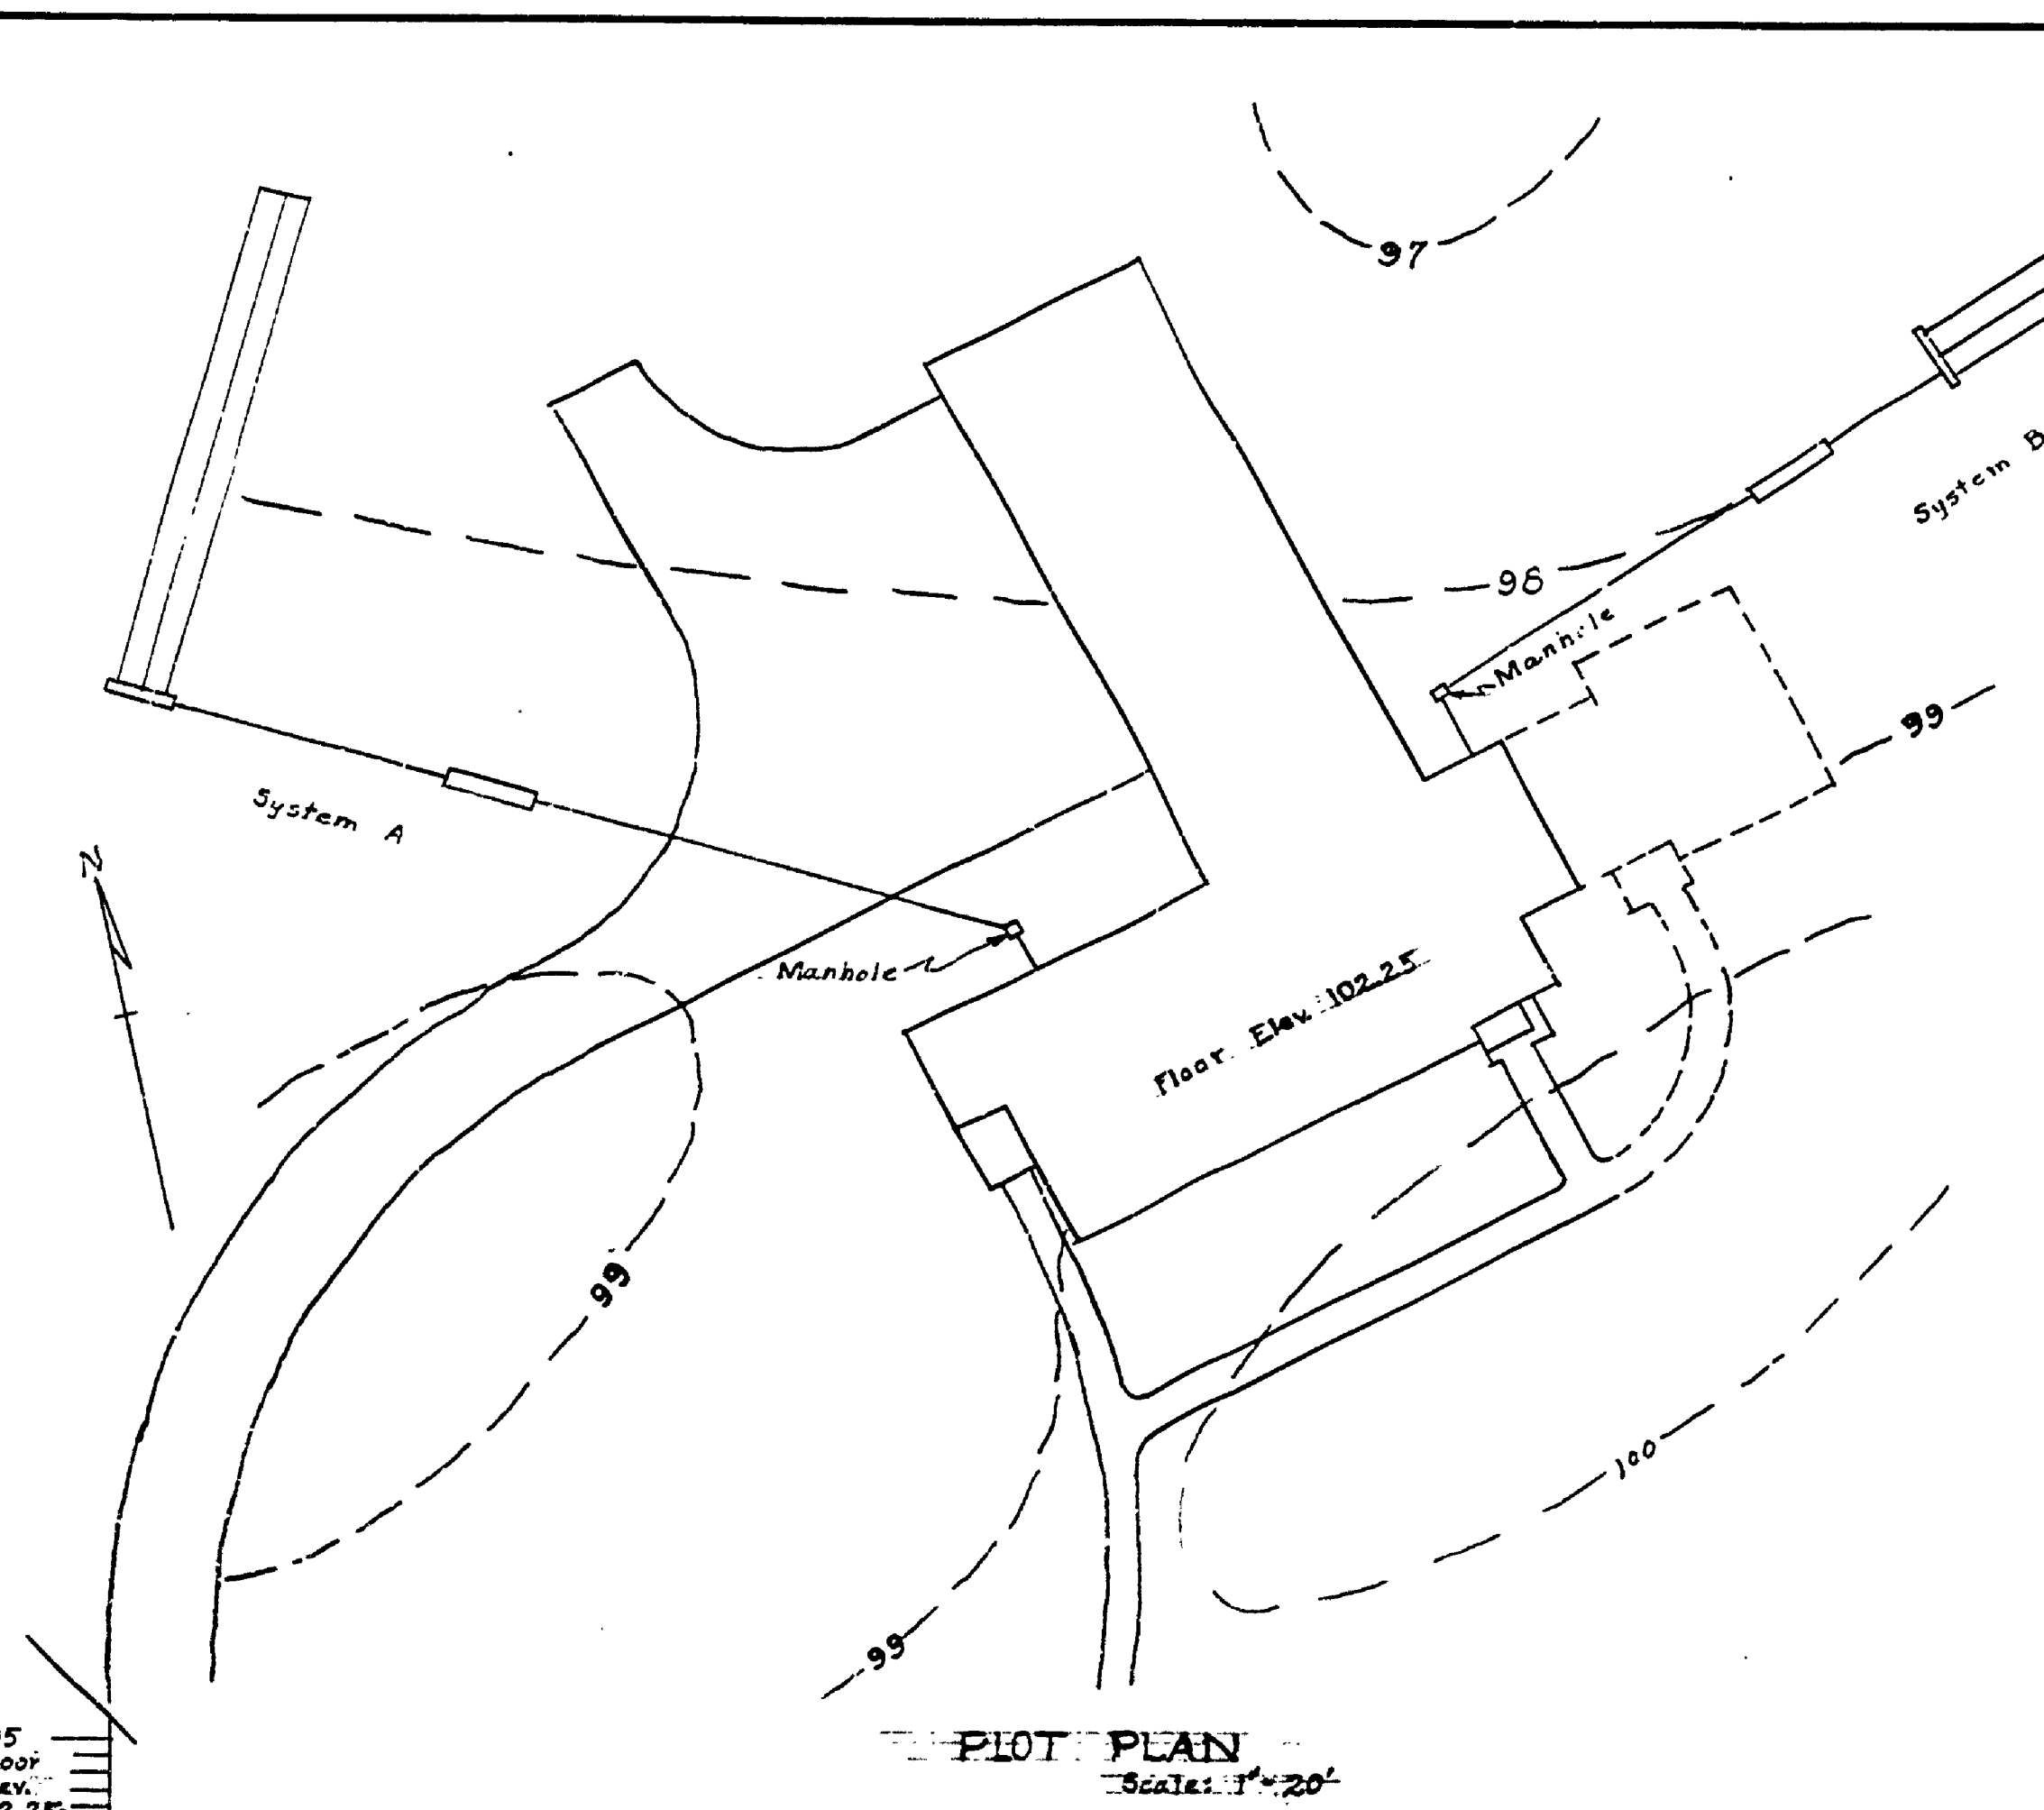 97
98
Manhole
System B
99
System A
N
Manhole
Floor Elev. 102.25
99
100
99
PLOT PLAN
Scale: 1"=20'